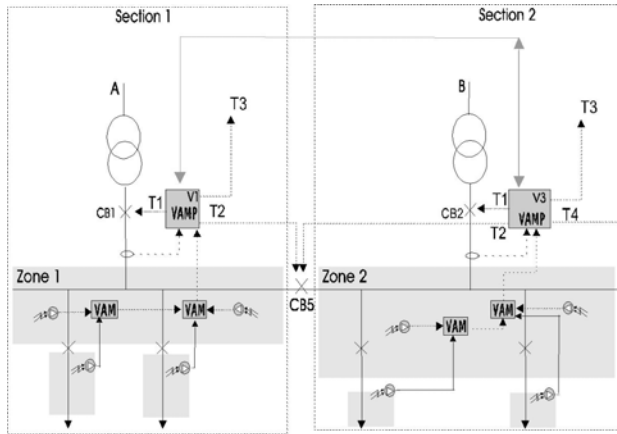 Section 1
Section 2
A
B
T3
T3
V1
V3
CB1
T1
VAMP
T2
CB2
T1
VAMP
T4
T2
Zone 1
Zone 2
CB5
VAM
VAM
VAM
VAM